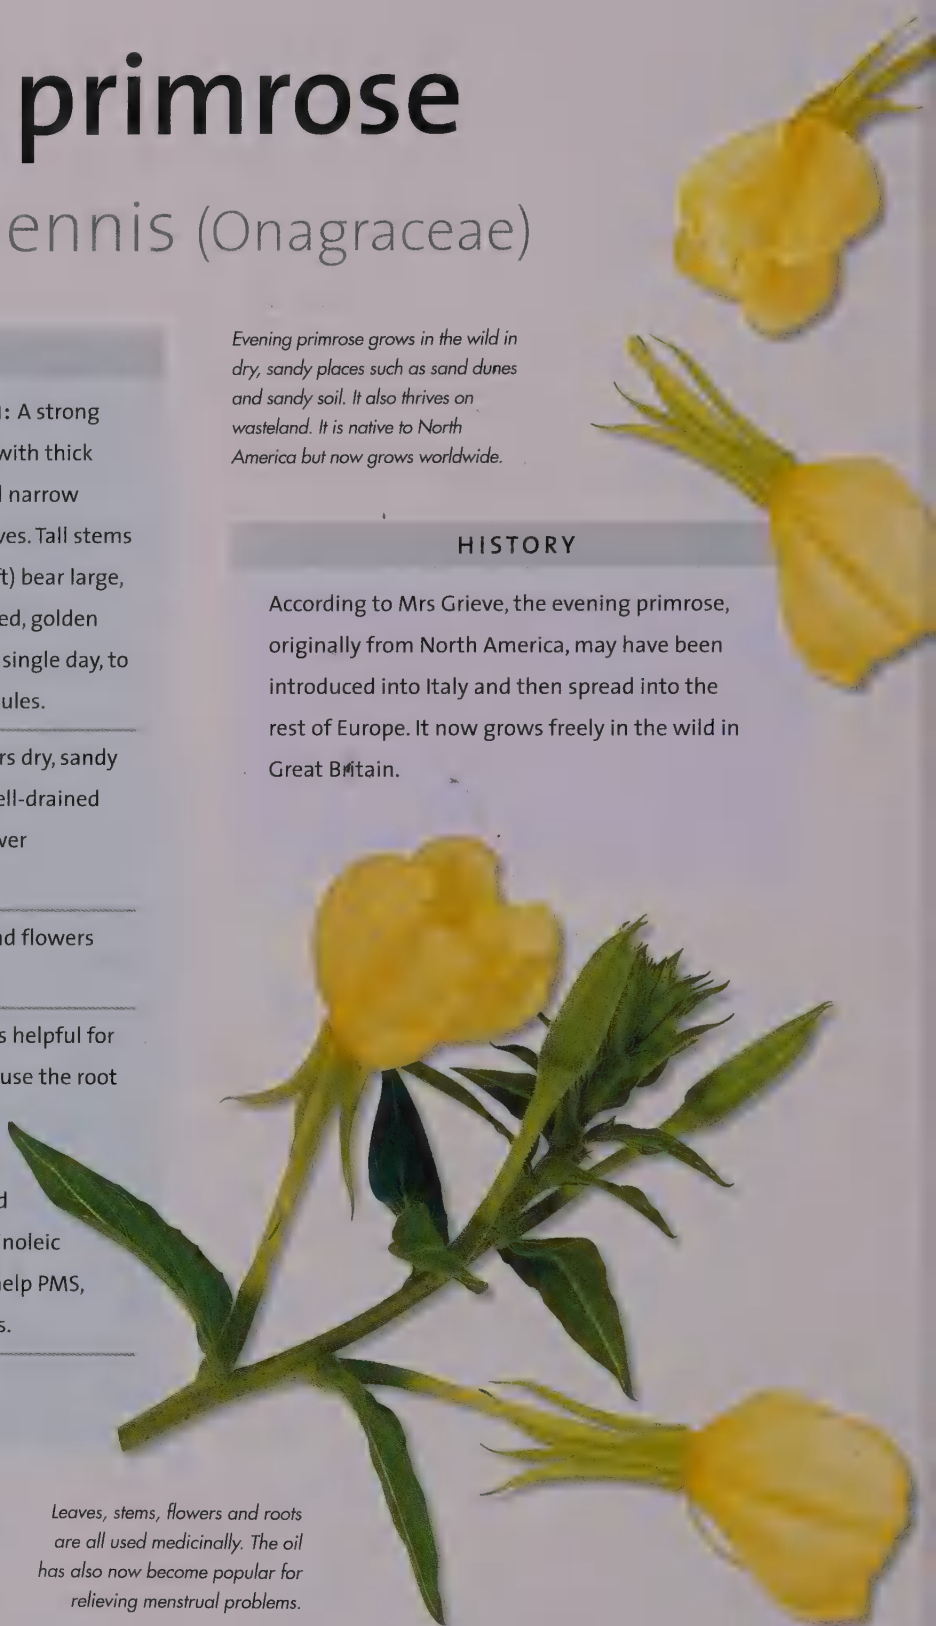 primrose
ennis (Onagraceae)
: A strong
with thick
narrow
ves. Tall stems
ft) bear large,
ed, golden
single day, to
ules.
rs dry, sandy
ell-drained
ver
nd flowers
s helpful for
use the root
d
noleic
help PMS,
s.
Evening primrose grows in the wild in
dry, sandy places such as sand dunes
and sandy soil. It also thrives on
wasteland. It is native to North
America but now grows worldwide.
HISTORY
According to Mrs Grieve, the evening primrose,
originally from North America, may have been
introduced into Italy and then spread into the
rest of Europe. It now grows freely in the wild in
Great Britain.
Leaves, stems, flowers and roots
are all used medicinally. The oil
has also now become popular for
relieving menstrual problems.